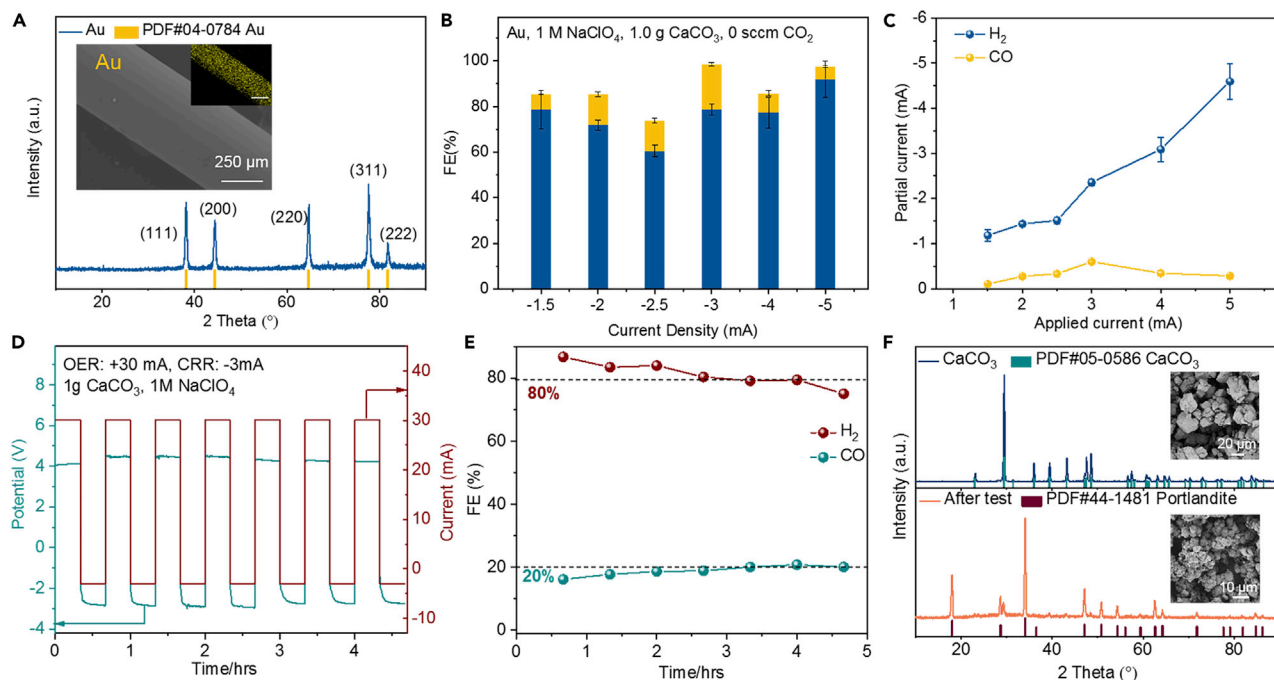 A
Au
PDF#04-0784 Au
Au
250 µm
(111)
(200)
(220)
(311)
(222)
Intensity (a.u.)
20
40
60
80
2 Theta (°)
B
Au, 1 M NaClO₄, 1.0 g CaCO₃, 0 sccm CO₂
FE(%)
100
80
60
40
20
0
-1.5
-2
-2.5
-3
-4
-5
Current Density (mA)
C
H₂
CO
Partial current (mA)
-6
-5
-4
-3
-2
-1
0
1
2
3
4
5
Applied current (mA)
D
OER: +30 mA, CRR: -3mA
1g CaCO₃, 1M NaClO₄
Potential (V)
8
6
4
2
0
-2
-4
Current (mA)
40
30
20
10
0
-10
0
1
2
3
4
Time/hrs
E
FE (%)
100
80
60
40
20
0
80%
20%
H₂
CO
0
1
2
3
4
5
Time/hrs
F
CaCO₃
PDF#05-0586 CaCO₃
20 µm
After test
PDF#44-1481 Portlandite
10 µm
Intensity (a.u.)
20
40
60
80
2 Theta (°)